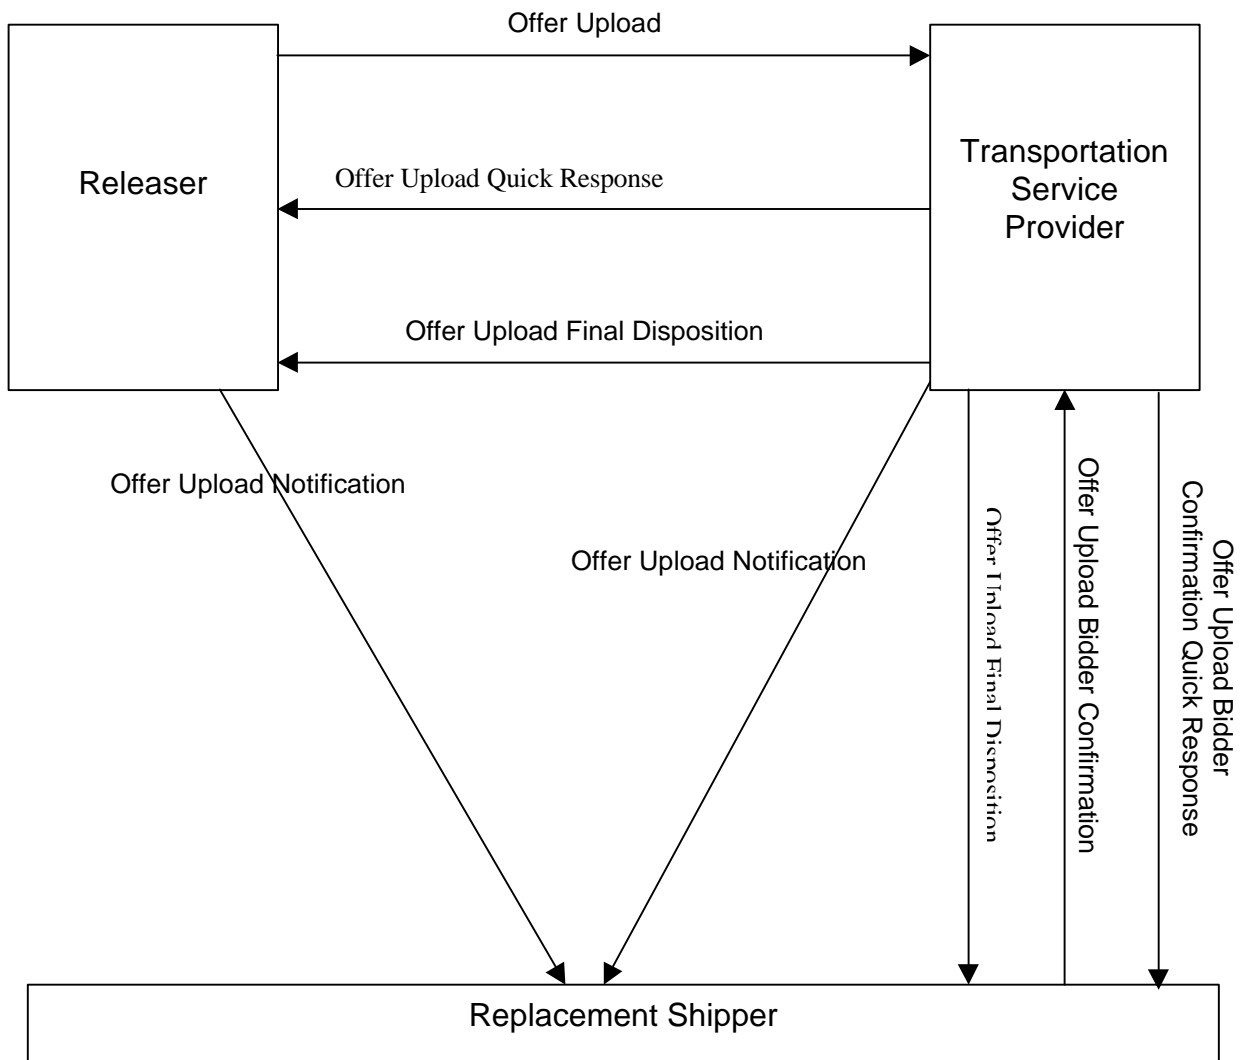 Offer Upload
Releaser
Transportation
Service
Provider
Offer Upload Quick Response
Offer Upload Final Disposition
Offer Upload Notification
Offer Upload Notification
Offer Upload Final Disposition
Offer Upload Bidder Confirmation
Offer Upload Bidder
Confirmation Quick Response
Replacement Shipper